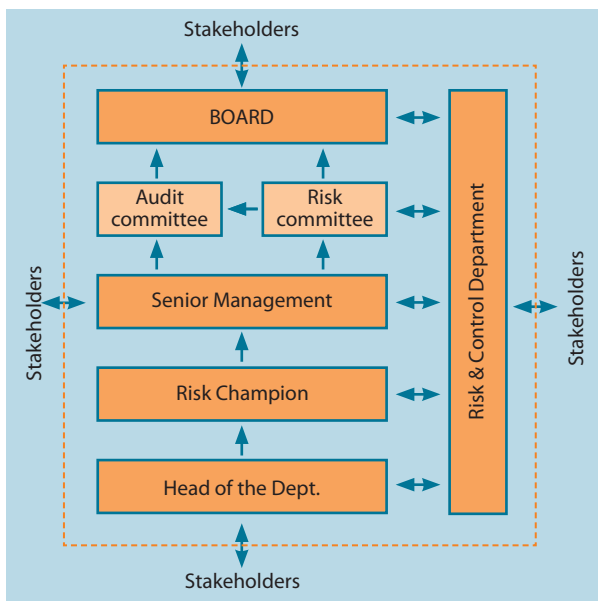 Stakeholders
BOARD
Audit
committee
Risk
committee
Senior Management
Risk Champion
Head of the Dept.
Risk & Control Department
Stakeholders
Stakeholders
Stakeholders